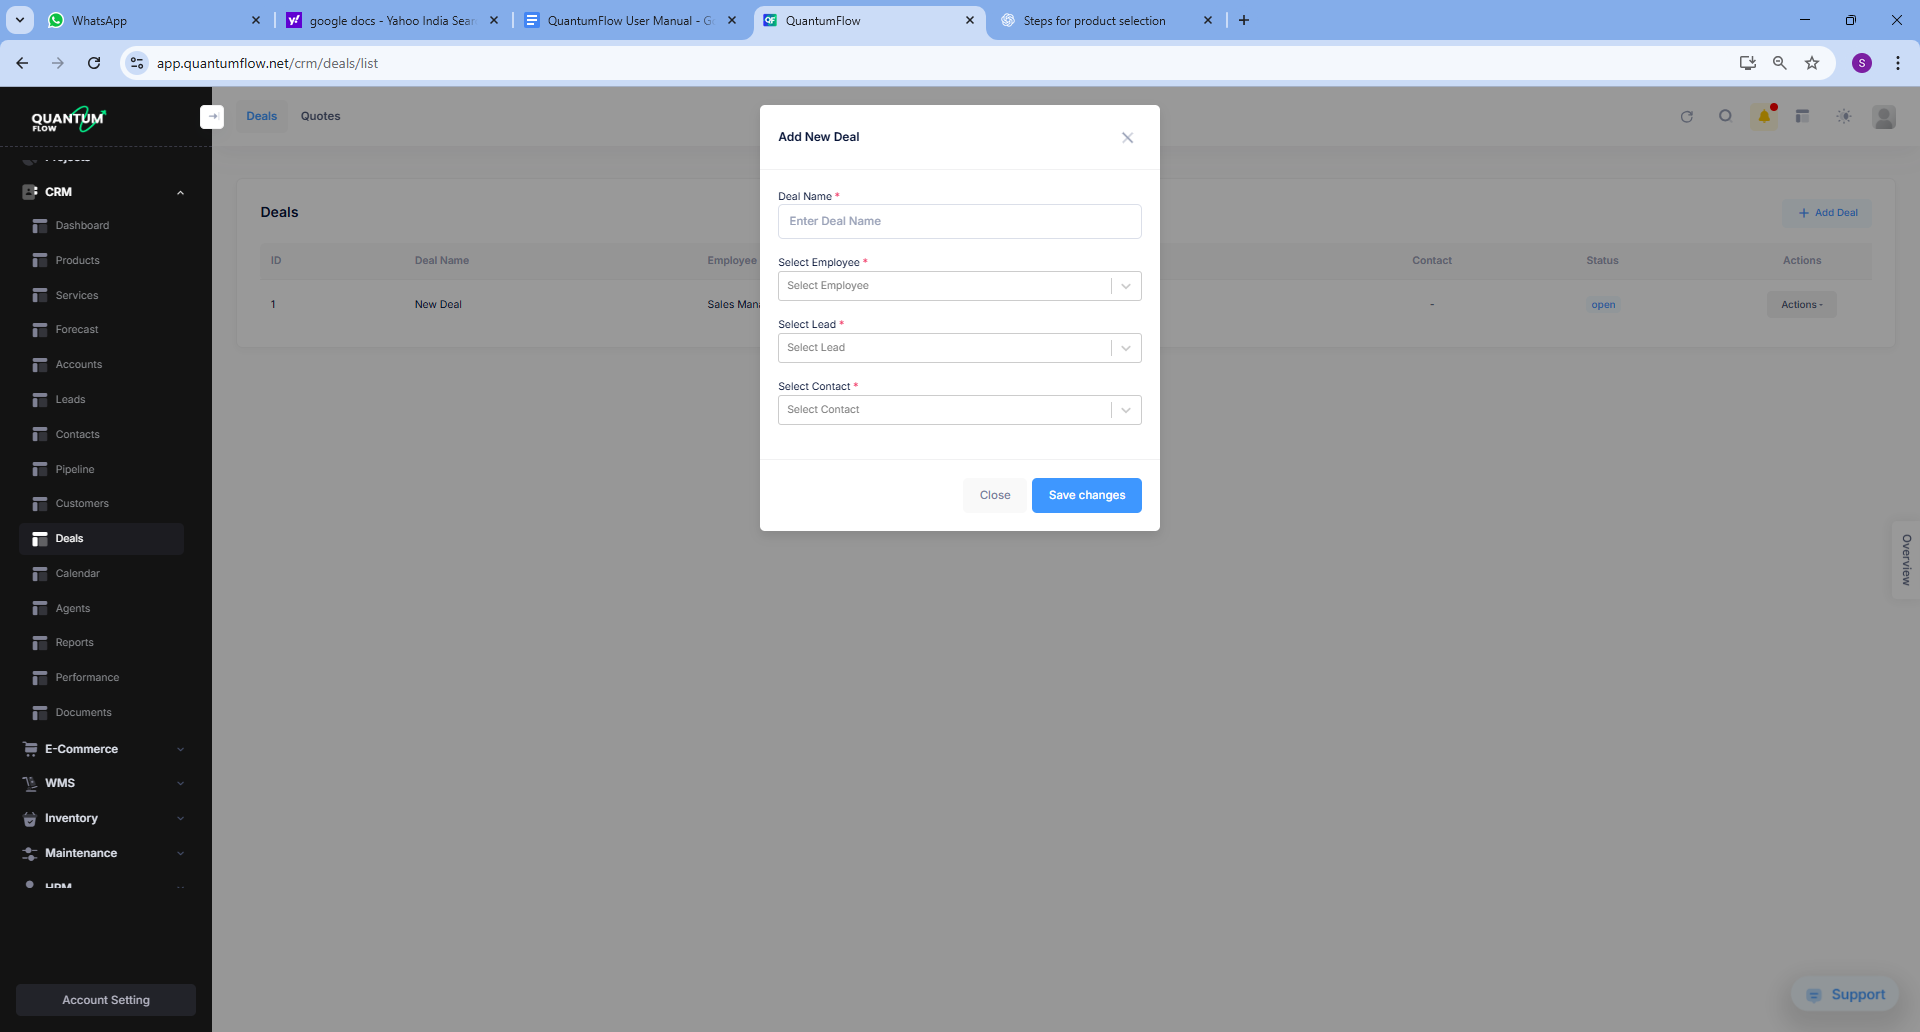 WhatsApp
google docs - Yahoo India Sear
QuantumFlow User Manual - G
QuantumFlow
Steps for product selection
app.quantumflow.net/crm/deals/list
S
QUANTUM
FLOW
Deals
Quotes
Projects
CRM
Dashboard
Products
Services
Forecast
Accounts
Leads
Contacts
Pipeline
Customers
Deals
Calendar
Agents
Reports
Performance
Documents
E-Commerce
WMS
Inventory
Maintenance
HRM
Account Setting
Deals
+ Add Deal
ID Deal Name Employee Contact Status Actions
1 New Deal Sales Mana - open Actions -
Add New Deal
Deal Name *
Enter Deal Name
Select Employee *
Select Employee
Select Lead *
Select Lead
Select Contact *
Select Contact
Close
Save changes
Overview
Support